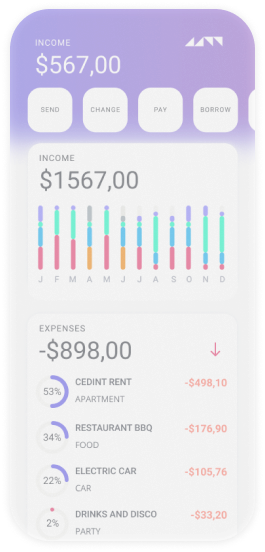 INCOME
$567,00
SEND CHANGE PAY BORROW
INCOME
$1567,00
J F M A M J J A S O N D
EXPENSES
-$898,00
53% CEDINT RENT -$498,10
APARTMENT
34% RESTAURANT BBQ -$176,90
FOOD
22% ELECTRIC CAR -$105,76
CAR
2% DRINKS AND DISCO -$33,20
PARTY